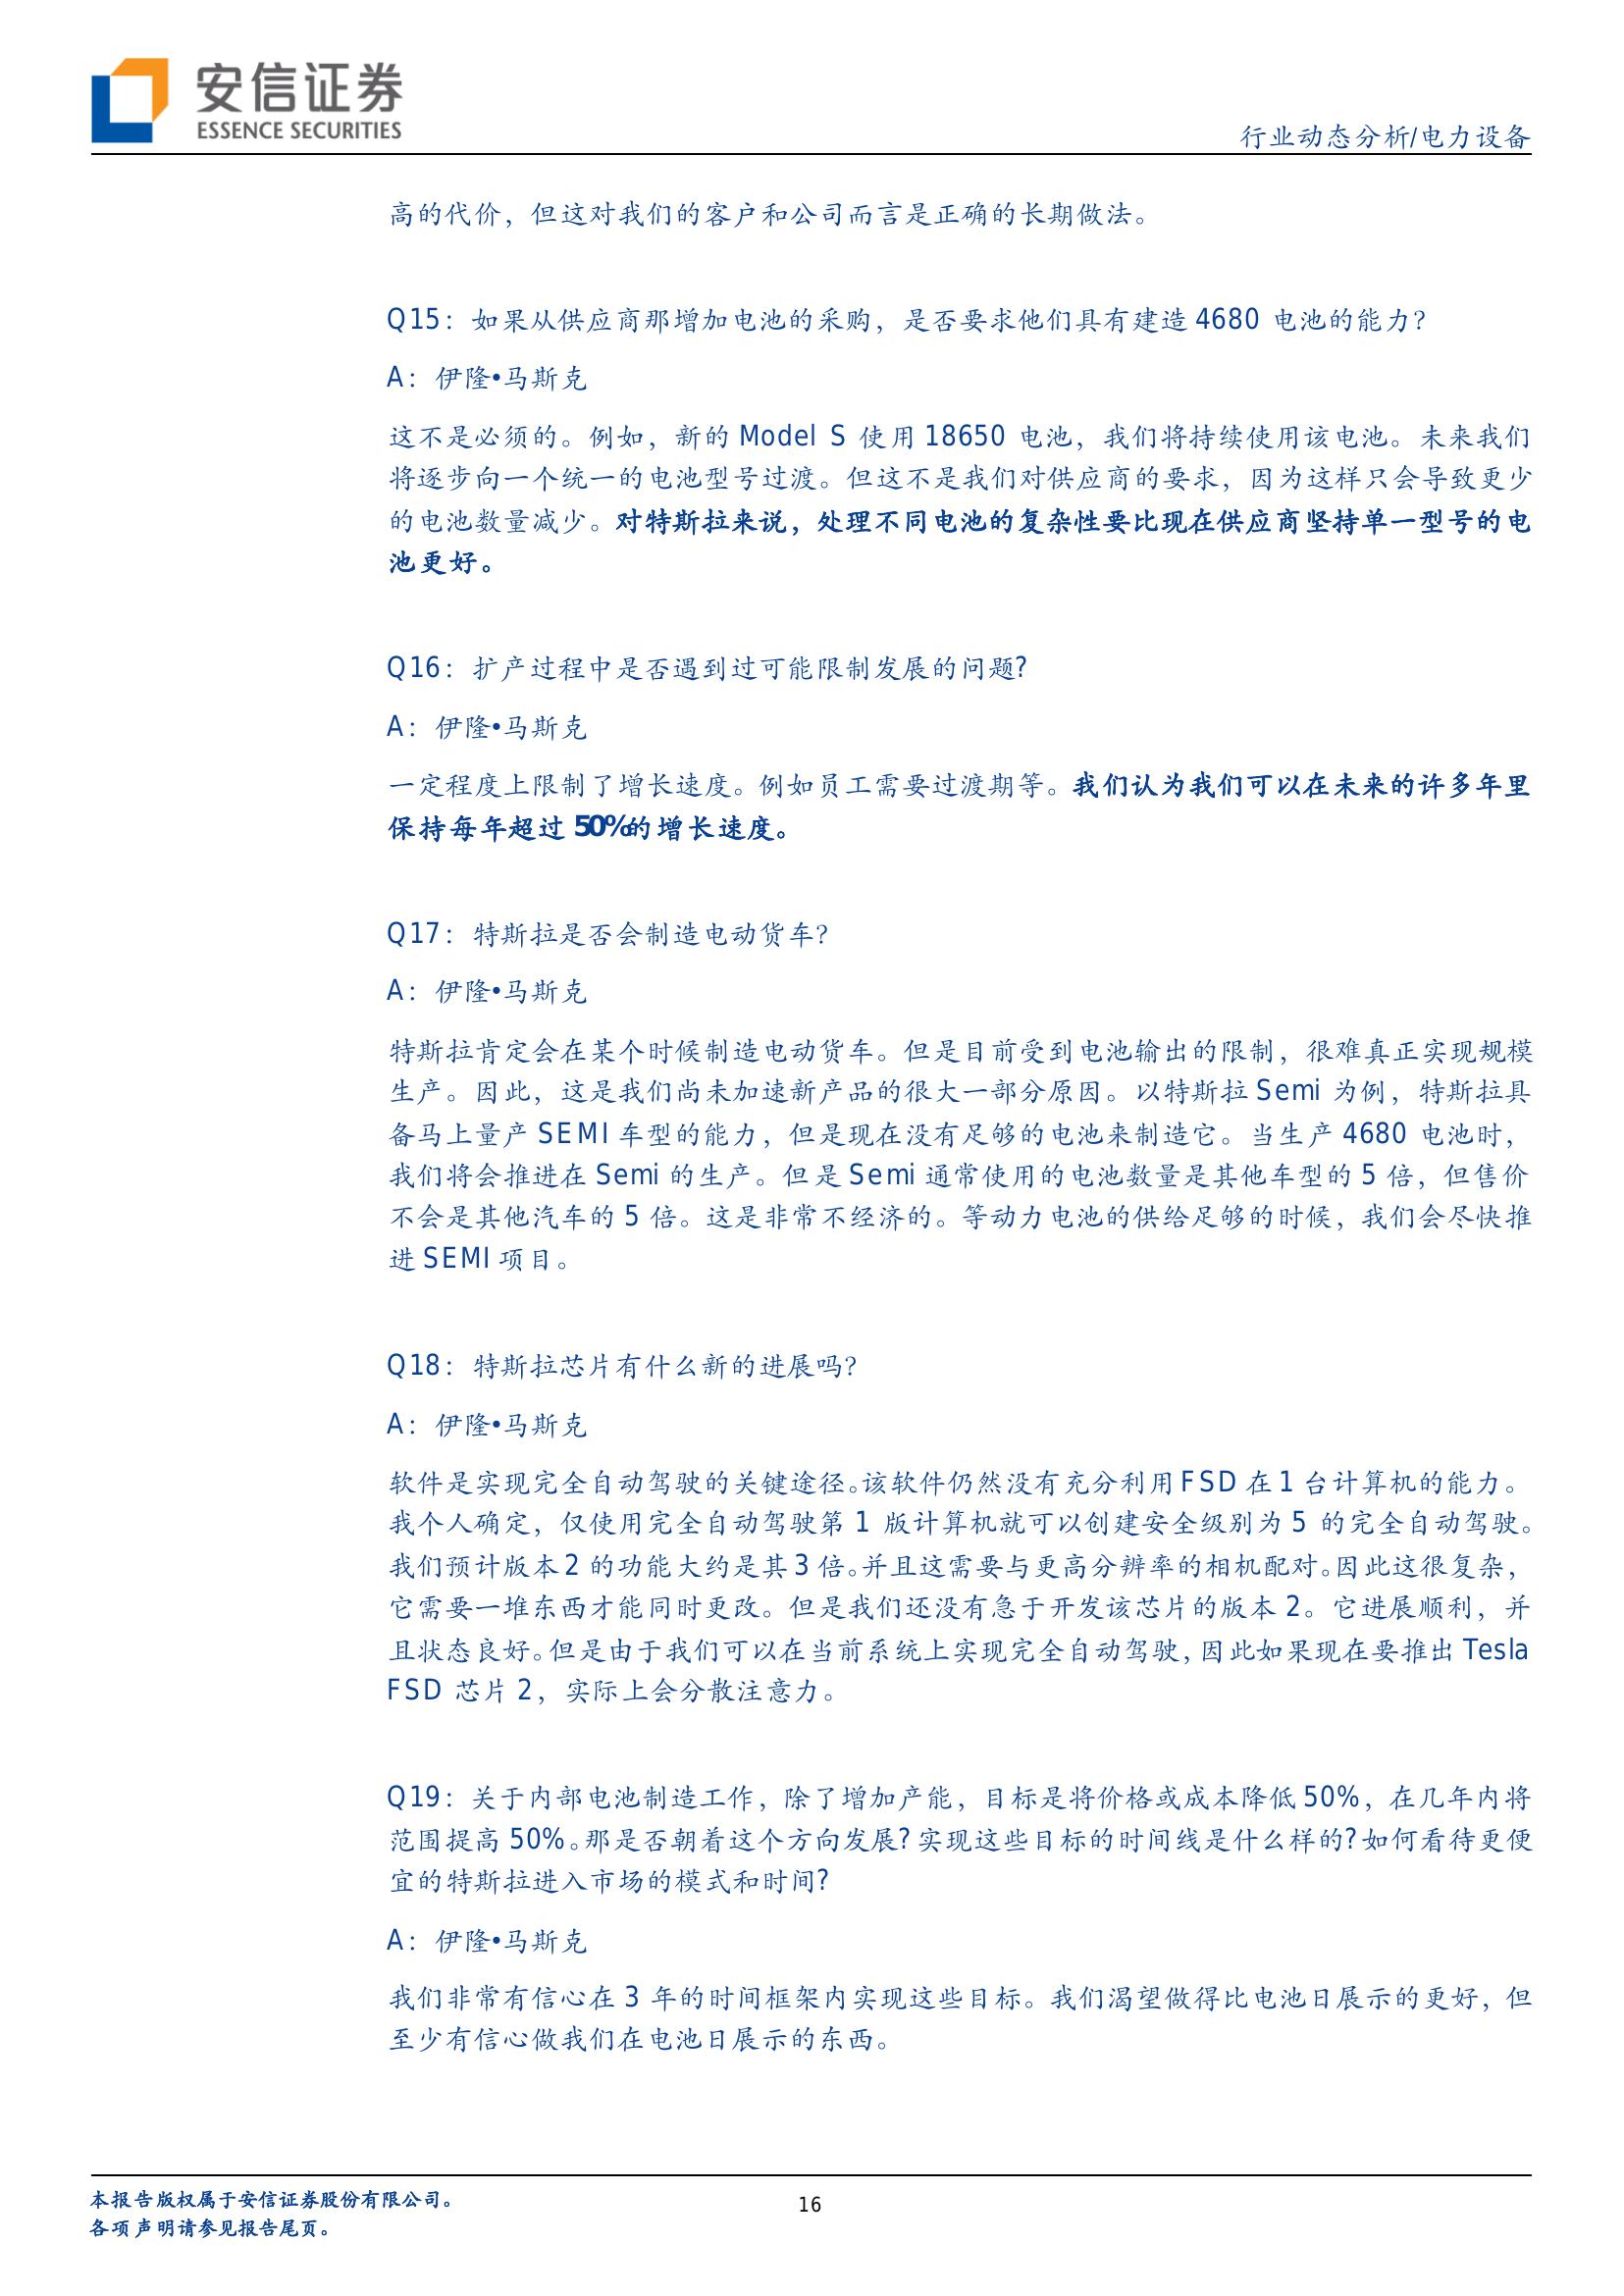 安信证券
ESSENCE SECURITIES
行业动态分析/电力设备
高的代价，但这对我们的客户和公司而言是正确的长期做法。
Q15：如果从供应商那增加电池的采购，是否要求他们具有建造 4680 电池的能力？
A：伊隆•马斯克
这不是必须的。例如，新的 Model S 使用 18650 电池，我们将持续使用该电池。未来我们
将逐步向一个统一的电池型号过渡。但这不是我们对供应商的要求，因为这样只会导致更少
的电池数量减少。对特斯拉来说，处理不同电池的复杂性要比现在供应商坚持单一型号的电
池更好。
Q16：扩产过程中是否遇到过可能限制发展的问题?
A：伊隆•马斯克
一定程度上限制了增长速度。例如员工需要过渡期等。我们认为我们可以在未来的许多年里
保持每年超过 50%的增长速度。
Q17：特斯拉是否会制造电动货车？
A：伊隆•马斯克
特斯拉肯定会在某个时候制造电动货车。但是目前受到电池输出的限制，很难真正实现规模
生产。因此，这是我们尚未加速新产品的很大一部分原因。以特斯拉 Semi 为例，特斯拉具
备马上量产 SEMI 车型的能力，但是现在没有足够的电池来制造它。当生产 4680 电池时，
我们将会推进在 Semi 的生产。但是 Semi 通常使用的电池数量是其他车型的 5 倍，但售价
不会是其他汽车的 5 倍。这是非常不经济的。等动力电池的供给足够的时候，我们会尽快推
进 SEMI 项目。
Q18：特斯拉芯片有什么新的进展吗？
A：伊隆•马斯克
软件是实现完全自动驾驶的关键途径。该软件仍然没有充分利用 FSD 在 1 台计算机的能力。
我个人确定，仅使用完全自动驾驶第 1 版计算机就可以创建安全级别为 5 的完全自动驾驶。
我们预计版本 2 的功能大约是其 3 倍。并且这需要与更高分辨率的相机配对。因此这很复杂，
它需要一堆东西才能同时更改。但是我们还没有急于开发该芯片的版本 2。它进展顺利，并
且状态良好。但是由于我们可以在当前系统上实现完全自动驾驶，因此如果现在要推出 Tesla
FSD 芯片 2，实际上会分散注意力。
Q19：关于内部电池制造工作，除了增加产能，目标是将价格或成本降低 50%，在几年内将
范围提高 50%。那是否朝着这个方向发展?实现这些目标的时间线是什么样的?如何看待更便
宜的特斯拉进入市场的模式和时间?
A：伊隆•马斯克
我们非常有信心在 3 年的时间框架内实现这些目标。我们渴望做得比电池日展示的更好，但
至少有信心做我们在电池日展示的东西。
本报告版权属于安信证券股份有限公司。
16
各项声明请参见报告尾页。